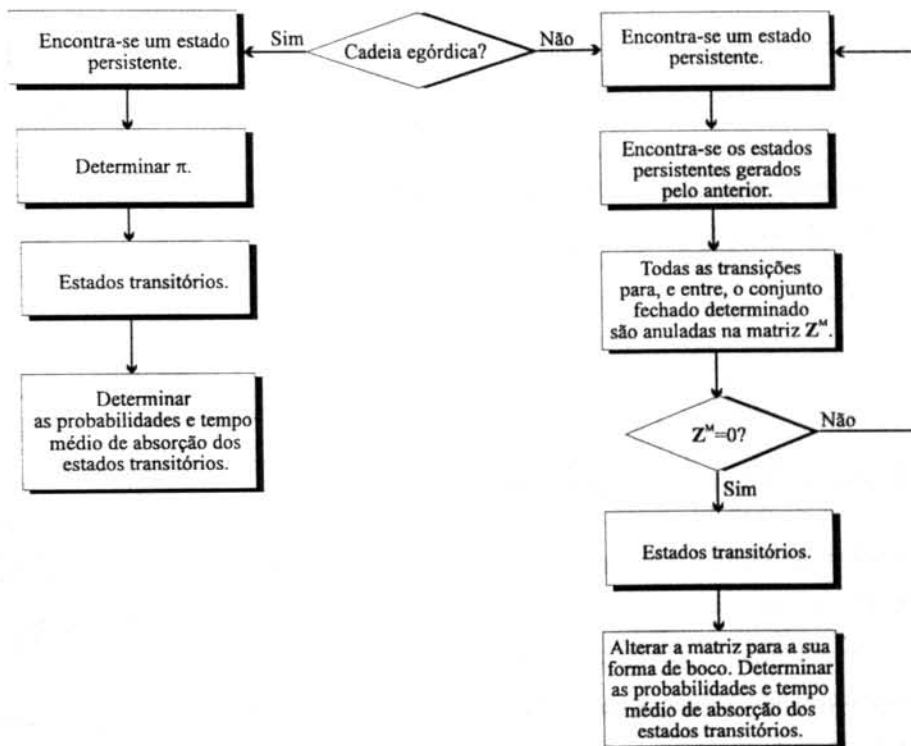 Cadeia egórdica?
Sim
Não
Encontra-se um estado
persistente.
Determinar π.
Estados transitórios.
Determinar
as probabilidades e tempo
médio de absorção dos
estados transitórios.
Encontra-se um estado
persistente.
Encontra-se os estados
persistentes gerados
pelo anterior.
Todas as transições
para, e entre, o conjunto
fechado determinado
são anuladas na matriz Zᴹ.
Zᴹ=0?
Não
Sim
Estados transitórios.
Alterar a matriz para a sua
forma de boco. Determinar
as probabilidades e tempo
médio de absorção dos
estados transitórios.